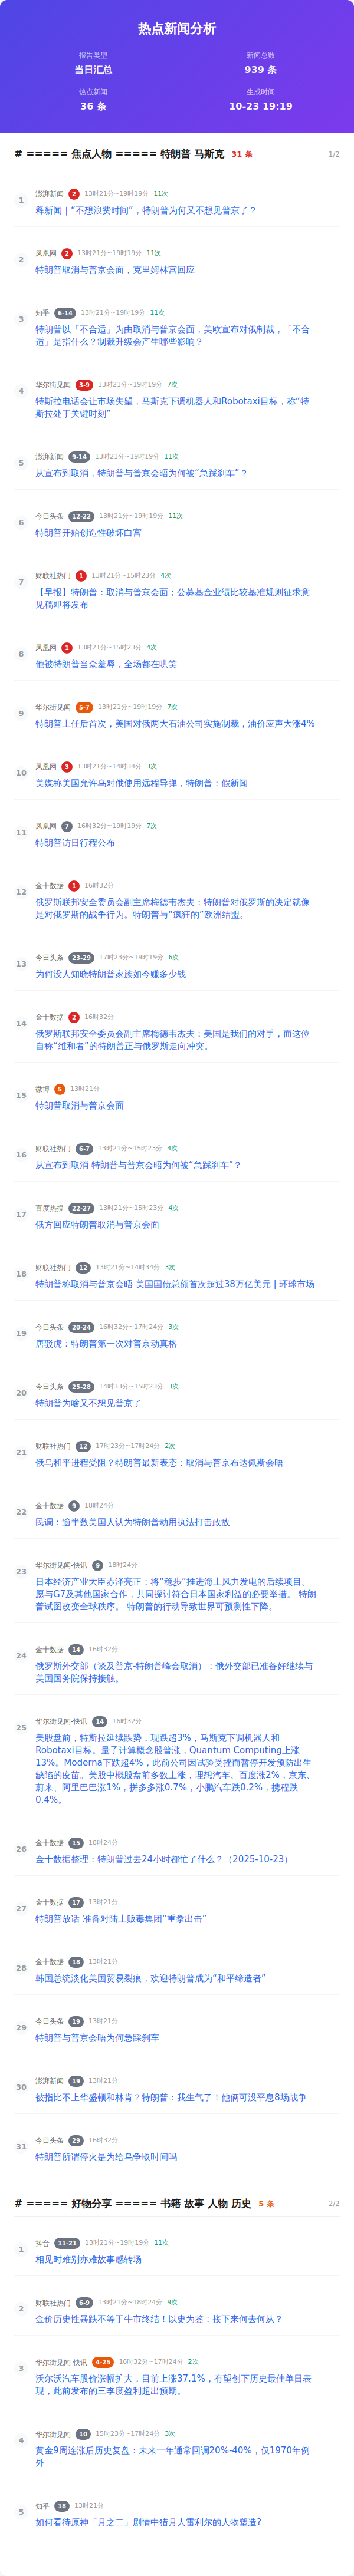 热点新闻分析
报告类型
当日汇总
新闻总数
939 条
热点新闻
36 条
生成时间
10-23 19:19
# ===== 焦点人物 ===== 特朗普 马斯克 31 条 1/2
1 澎湃新闻 2 13时21分~19时19分 11次
释新闻｜“不想浪费时间”，特朗普为何又不想见普京了？
2 凤凰网 2 13时21分~19时19分 11次
特朗普取消与普京会面，克里姆林宫回应
3 知乎 6-14 13时21分~19时19分 11次
特朗普以「不合适」为由取消与普京会面，美欧宣布对俄制裁，「不合
适」是指什么？制裁升级会产生哪些影响？
4 华尔街见闻 3-9 13时21分~19时19分 7次
特斯拉电话会让市场失望，马斯克下调机器人和Robotaxi目标，称“特
斯拉处于关键时刻”
5 澎湃新闻 9-14 13时21分~19时19分 11次
从宣布到取消，特朗普与普京会晤为何被“急踩刹车”？
6 今日头条 12-22 13时21分~19时19分 11次
特朗普开始创造性破坏白宫
7 财联社热门 1 13时21分~15时23分 4次
【早报】特朗普：取消与普京会面；公募基金业绩比较基准规则征求意
见稿即将发布
8 凤凰网 1 13时21分~15时23分 4次
他被特朗普当众羞辱，全场都在哄笑
9 华尔街见闻 5-7 13时21分~19时19分 7次
特朗普上任后首次，美国对俄两大石油公司实施制裁，油价应声大涨4%
10 凤凰网 3 13时21分~14时34分 3次
美媒称美国允许乌对俄使用远程导弹，特朗普：假新闻
11 凤凰网 7 16时32分~19时19分 7次
特朗普访日行程公布
12 金十数据 1 16时32分
俄罗斯联邦安全委员会副主席梅德韦杰夫：特朗普对俄罗斯的决定就像
是对俄罗斯的战争行为。特朗普与“疯狂的”欧洲结盟。
13 今日头条 23-29 17时23分~19时19分 6次
为何没人知晓特朗普家族如今赚多少钱
14 金十数据 2 16时32分
俄罗斯联邦安全委员会副主席梅德韦杰夫：美国是我们的对手，而这位
自称“维和者”的特朗普正与俄罗斯走向冲突。
15 微博 5 13时21分
特朗普取消与普京会面
16 财联社热门 6-7 13时21分~15时23分 4次
从宣布到取消 特朗普与普京会晤为何被“急踩刹车”？
17 百度热搜 22-27 13时21分~15时23分 4次
俄方回应特朗普取消与普京会面
18 财联社热门 12 13时21分~14时34分 3次
特朗普称取消与普京会晤 美国国债总额首次超过38万亿美元 | 环球市场
19 今日头条 20-24 16时32分~17时24分 3次
唐驳虎：特朗普第一次对普京动真格
20 今日头条 25-28 14时33分~15时23分 3次
特朗普为啥又不想见普京了
21 财联社热门 12 17时23分~17时24分 2次
俄乌和平进程受阻？特朗普最新表态：取消与普京布达佩斯会晤
22 金十数据 9 18时24分
民调：逾半数美国人认为特朗普动用执法打击政敌
23 华尔街见闻-快讯 9 18时24分
日本经济产业大臣赤泽亮正：将“稳步”推进海上风力发电的后续项目。
愿与G7及其他国家合作，共同探讨符合日本国家利益的必要举措。 特朗
普试图改变全球秩序。 特朗普的行动导致世界可预测性下降。
24 金十数据 14 16时32分
俄罗斯外交部（谈及普京-特朗普峰会取消）：俄外交部已准备好继续与
美国国务院保持接触。
25 华尔街见闻-快讯 14 16时32分
美股盘前，特斯拉延续跌势，现跌超3%，马斯克下调机器人和
Robotaxi目标。量子计算概念股普涨，Quantum Computing上涨
13%。Moderna下跌超4%，此前公司因试验受挫而暂停开发预防出生
缺陷的疫苗。美股中概股盘前多数上涨，理想汽车、百度涨2%，京东、
蔚来、阿里巴巴涨1%，拼多多涨0.7%，小鹏汽车跌0.2%，携程跌
0.4%。
26 金十数据 15 18时24分
金十数据整理：特朗普过去24小时都忙了什么？（2025-10-23）
27 金十数据 17 13时21分
特朗普放话 准备对陆上贩毒集团“重拳出击”
28 金十数据 18 13时21分
韩国总统淡化美国贸易裂痕，欢迎特朗普成为“和平缔造者”
29 今日头条 19 13时21分
特朗普与普京会晤为何急踩刹车
30 澎湃新闻 19 13时21分
被指比不上华盛顿和林肯？特朗普：我生气了！他俩可没平息8场战争
31 今日头条 29 16时32分
特朗普所谓停火是为给乌争取时间吗
# ===== 好物分享 ===== 书籍 故事 人物 历史 5 条 2/2
1 抖音 11-21 13时21分~19时19分 11次
相见时难别亦难故事感转场
2 财联社热门 6-9 13时21分~18时24分 9次
金价历史性暴跌不等于牛市终结！以史为鉴：接下来何去何从？
3 华尔街见闻-快讯 4-25 16时32分~17时24分 2次
沃尔沃汽车股价涨幅扩大，目前上涨37.1%，有望创下历史最佳单日表
现，此前发布的三季度盈利超出预期。
4 华尔街见闻 10 15时23分~17时24分 3次
黄金9周连涨后历史复盘：未来一年通常回调20%-40%，仅1970年例
外
5 知乎 18 13时21分
如何看待原神「月之二」剧情中猎月人雷利尔的人物塑造?